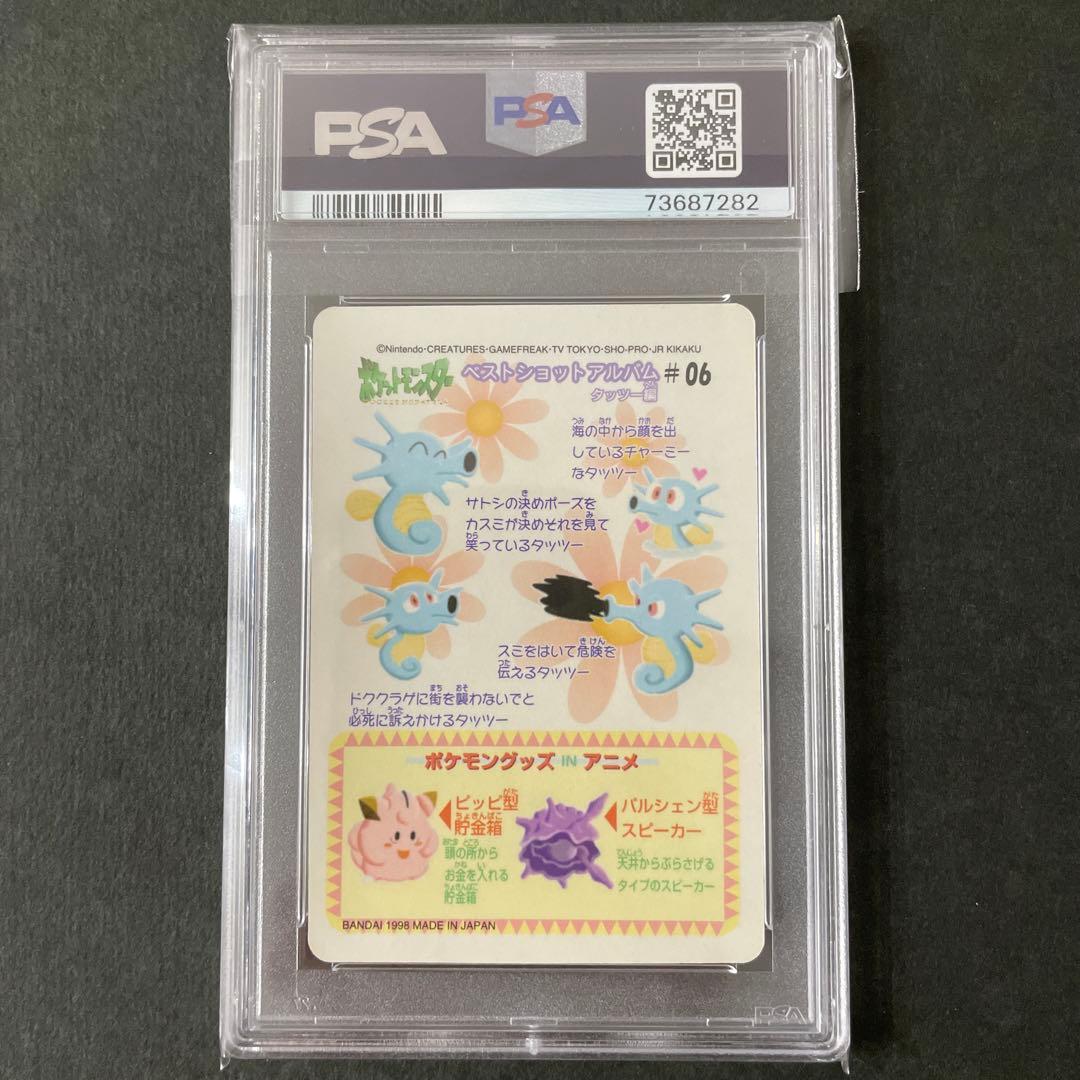 PSA
PSA
73687282
©Nintendo・CREATURES・GAMEFREAK・TV TOKYO・SHO-PRO・JR KIKAKU
ポケットモンスター
ベストショットアルバム #06
タッツー編
海の中から顔を出
しているチャーミー
なタッツー
サトシの決めポーズを
カスミが決めそれを見て
笑っているタッツー
スミをはいて危険を
伝えるタッツー
ドククラゲに街を襲わないでと
必死に訴えかけるタッツー
ポケモングッズ IN アニメ
ピッピ型
貯金箱
頭の所から
お金を入れる
貯金箱
パルシェン型
スピーカー
天井からぶらさげる
タイプのスピーカー
BANDAI 1998 MADE IN JAPAN
PSA